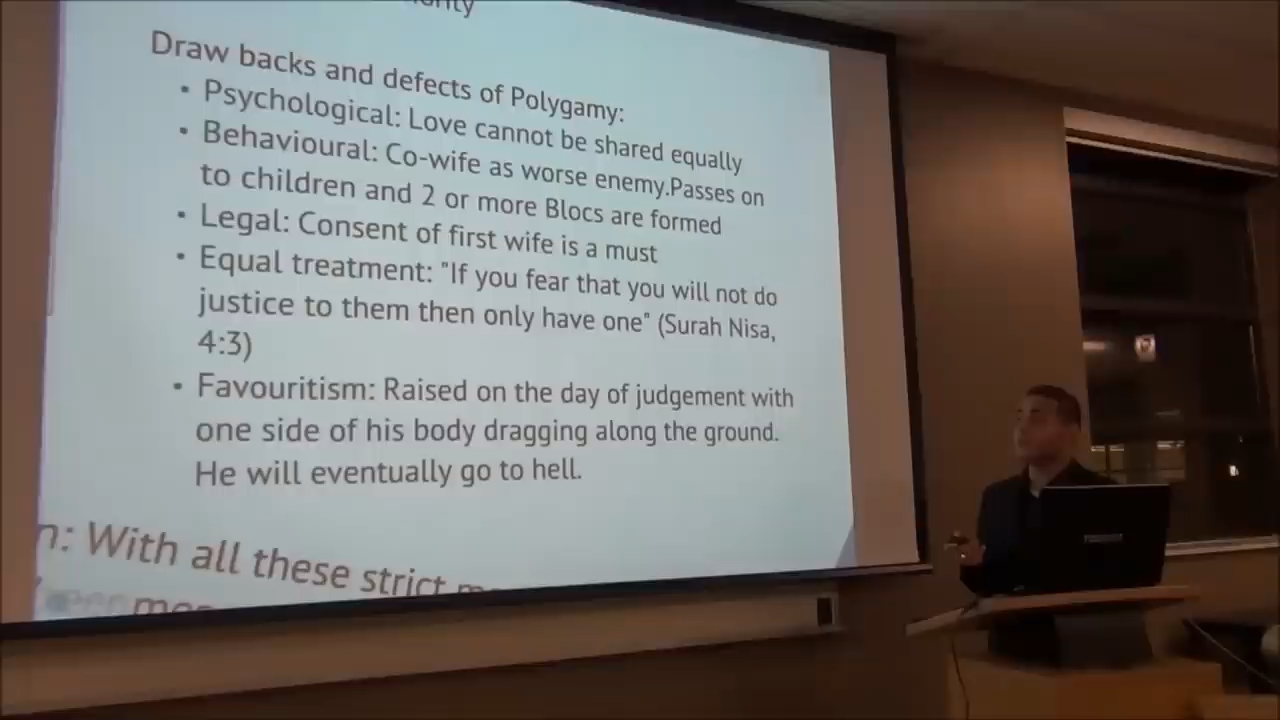 Draw backs and defects of Polygamy:
• Psychological: Love cannot be shared equally
• Behavioural: Co-wife as worse enemy.Passes on
to children and 2 or more Blocs are formed
• Legal: Consent of first wife is a must
• Equal treatment: "If you fear that you will not do
justice to them then only have one" (Surah Nisa,
4:3)
• Favouritism: Raised on the day of judgement with
one side of his body dragging along the ground.
He will eventually go to hell.
n: With all these strict